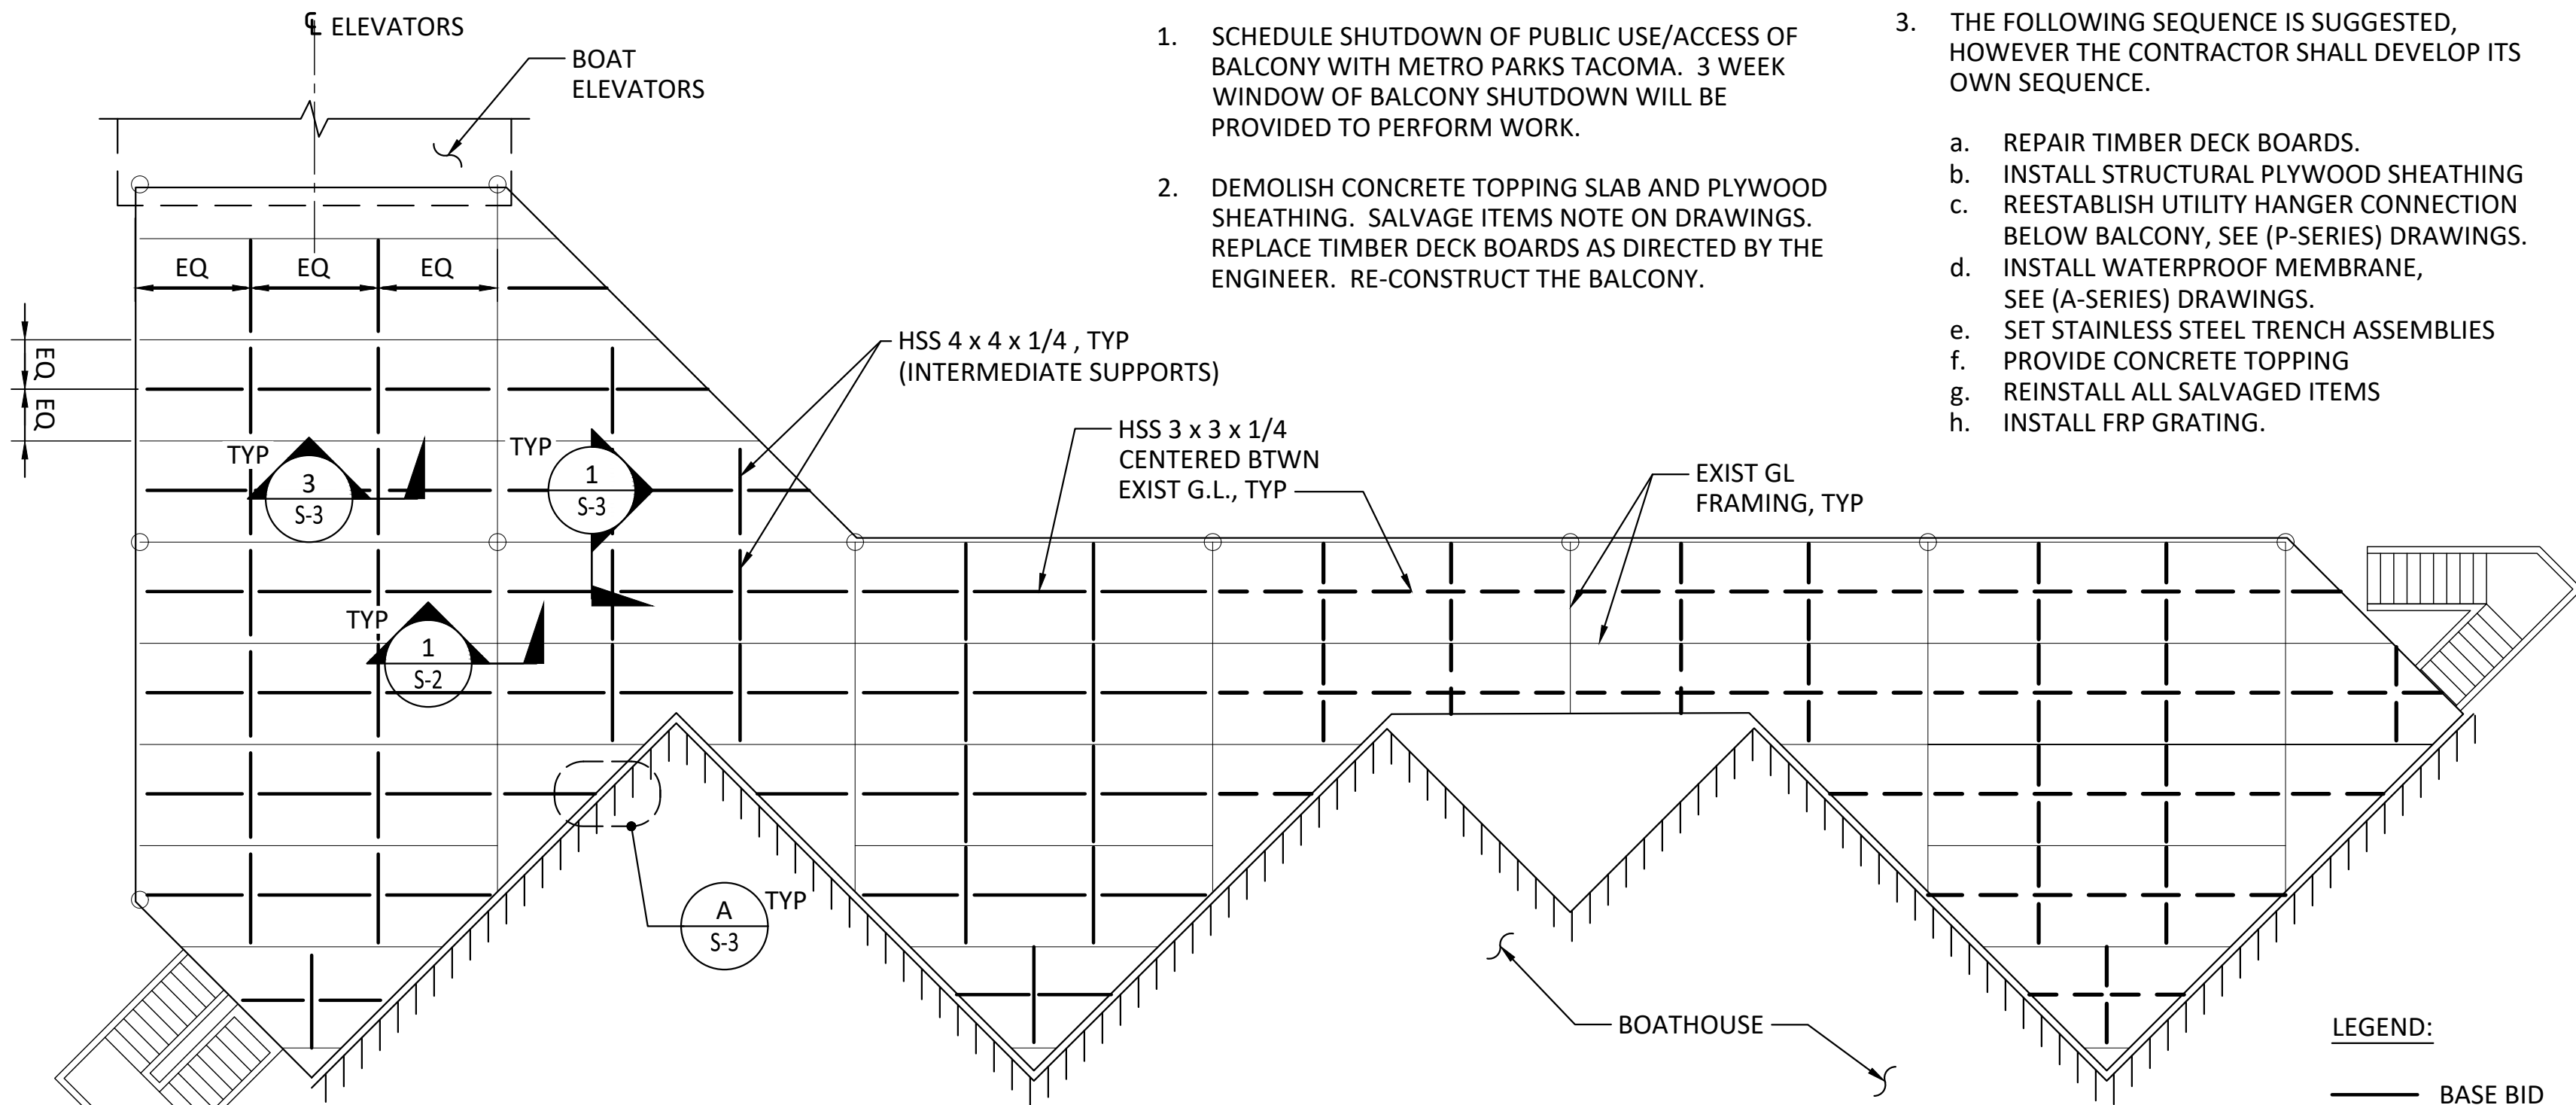 ℄ ELEVATORS
BOAT
ELEVATORS
1. SCHEDULE SHUTDOWN OF PUBLIC USE/ACCESS OF
BALCONY WITH METRO PARKS TACOMA. 3 WEEK
WINDOW OF BALCONY SHUTDOWN WILL BE
PROVIDED TO PERFORM WORK.
2. DEMOLISH CONCRETE TOPPING SLAB AND PLYWOOD
SHEATHING. SALVAGE ITEMS NOTE ON DRAWINGS.
REPLACE TIMBER DECK BOARDS AS DIRECTED BY THE
ENGINEER. RE-CONSTRUCT THE BALCONY.
3. THE FOLLOWING SEQUENCE IS SUGGESTED,
HOWEVER THE CONTRACTOR SHALL DEVELOP ITS
OWN SEQUENCE.
a. REPAIR TIMBER DECK BOARDS.
b. INSTALL STRUCTURAL PLYWOOD SHEATHING
c. REESTABLISH UTILITY HANGER CONNECTION
BELOW BALCONY, SEE (P-SERIES) DRAWINGS.
d. INSTALL WATERPROOF MEMBRANE,
SEE (A-SERIES) DRAWINGS.
e. SET STAINLESS STEEL TRENCH ASSEMBLIES
f. PROVIDE CONCRETE TOPPING
g. REINSTALL ALL SALVAGED ITEMS
h. INSTALL FRP GRATING.
EQ EQ EQ
EQ
EQ
HSS 4 x 4 x 1/4 , TYP
(INTERMEDIATE SUPPORTS)
HSS 3 x 3 x 1/4
CENTERED BTWN
EXIST G.L., TYP
EXIST GL
FRAMING, TYP
TYP
3
S-3
TYP
1
S-3
TYP
1
S-2
A
S-3
TYP
BOATHOUSE
LEGEND:
BASE BID